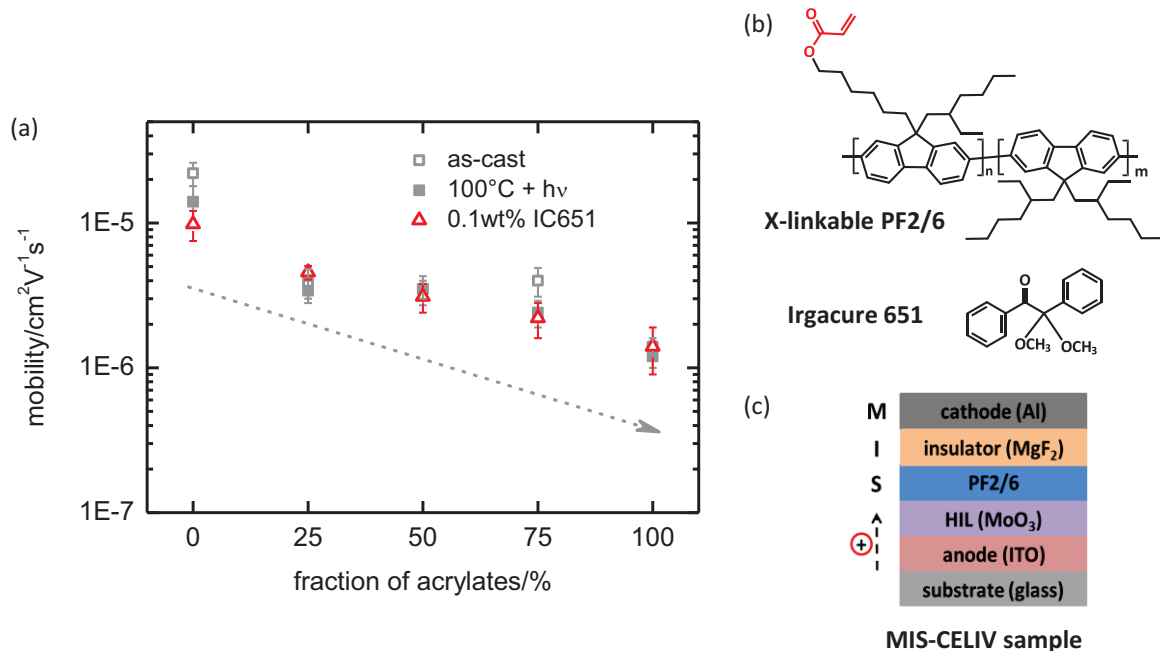 (a)
mobility/cm²V⁻¹s⁻¹
1E-5
1E-6
1E-7
0 25 50 75 100
fraction of acrylates/%
as-cast
100°C + hν
0.1wt% IC651
(b)
O
O
n
m
X-linkable PF2/6
Irgacure 651
O
OCH₃
OCH₃
(c)
M cathode (Al)
I insulator (MgF₂)
S PF2/6
HIL (MoO₃)
+
anode (ITO)
substrate (glass)
MIS-CELIV sample